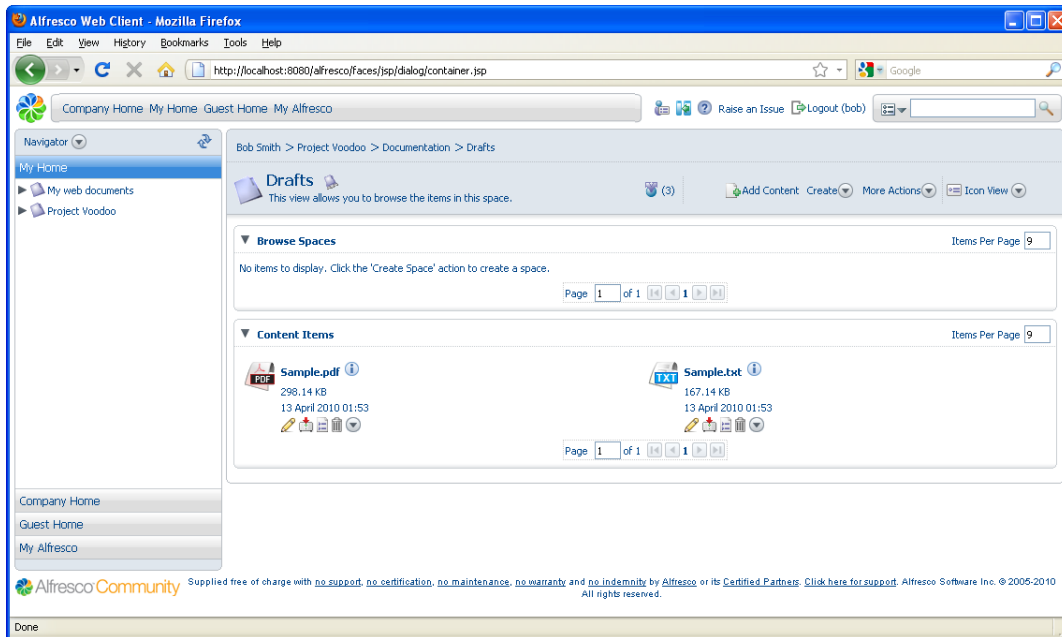 Alfresco Web Client - Mozilla Firefox
File Edit View History Bookmarks Tools Help
http://localhost:8080/alfresco/faces/jsp/dialog/container.jsp
Google
Company Home My Home Guest Home My Alfresco
Raise an Issue Logout (bob)
Navigator
My Home
My web documents
Project Voodoo
Company Home
Guest Home
My Alfresco
Bob Smith > Project Voodoo > Documentation > Drafts
Drafts
This view allows you to browse the items in this space.
(3)
Add Content Create More Actions Icon View
Browse Spaces
Items Per Page 9
No items to display. Click the 'Create Space' action to create a space.
Page 1 of 1 1
Content Items
Items Per Page 9
PDF
Sample.pdf
298.14 KB
13 April 2010 01:53
TXT
Sample.txt
167.14 KB
13 April 2010 01:53
Page 1 of 1 1
Alfresco Community
Supplied free of charge with no support, no certification, no maintenance, no warranty and no indemnity by Alfresco or its Certified Partners. Click here for support. Alfresco Software Inc. © 2005-2010
All rights reserved.
Done